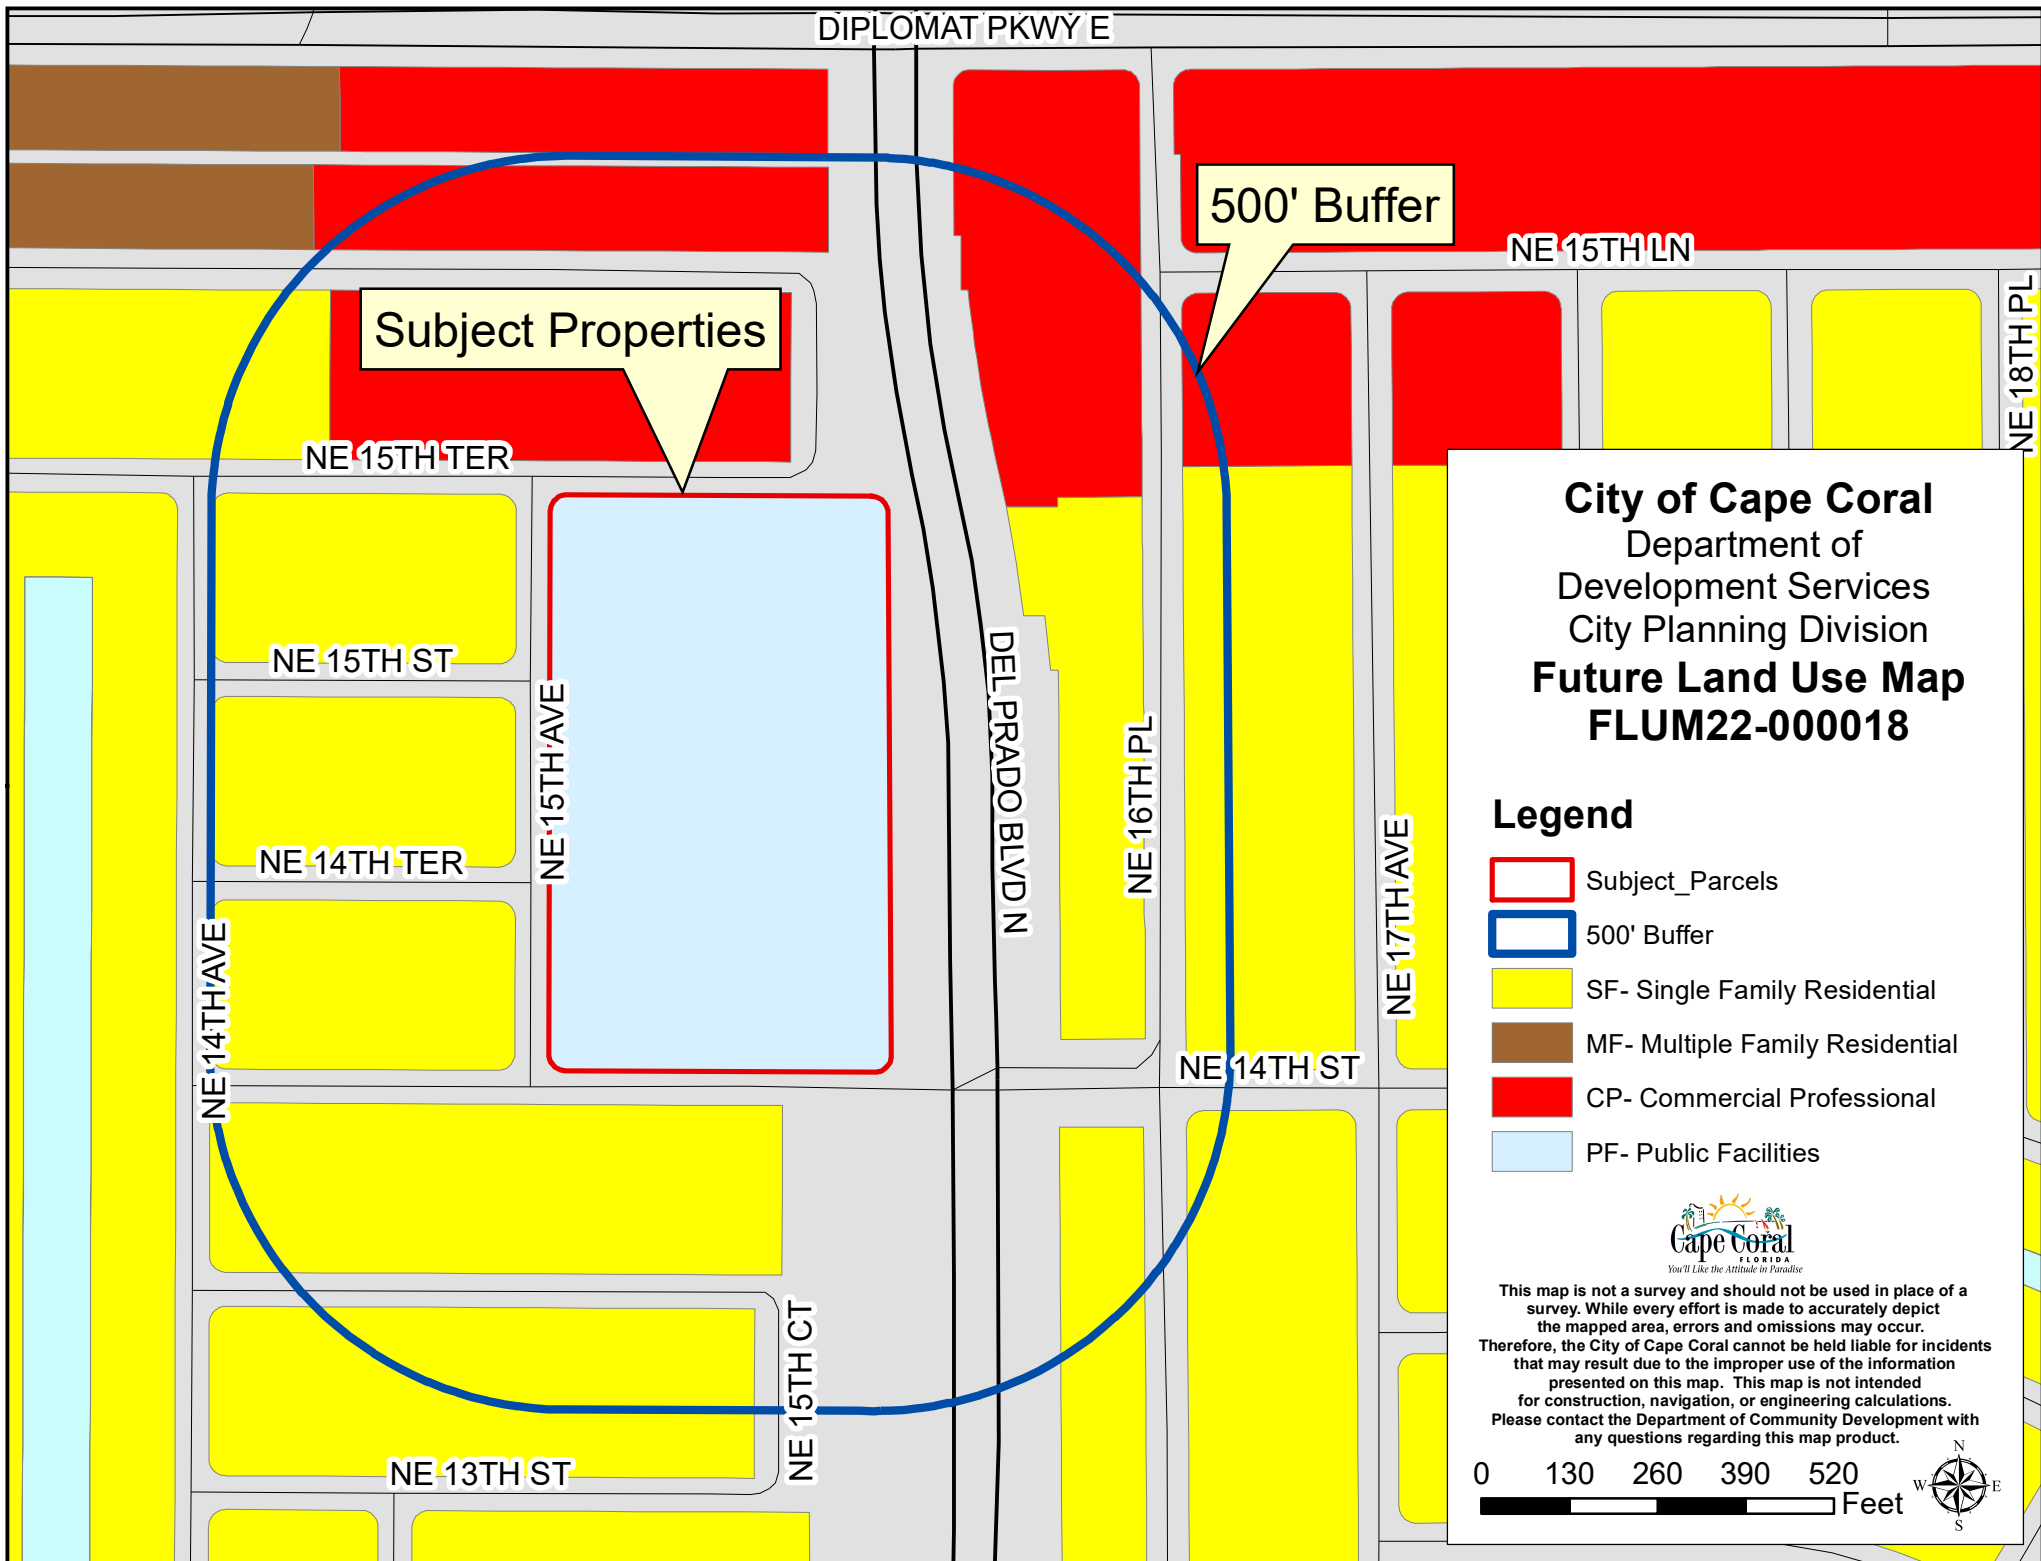 DIPLOMAT PKWY E
500' Buffer
NE 15TH LN
NE 18TH PL
Subject Properties
NE 15TH TER
NE 15TH ST
NE 15TH AVE
DEL PRADO BLVD N
NE 16TH PL
NE 14TH TER
NE 17TH AVE
NE 14TH AVE
NE 14TH ST
NE 15TH CT
NE 13TH ST
City of Cape Coral
Department of
Development Services
City Planning Division
Future Land Use Map
FLUM22-000018
Legend
Subject_Parcels
500' Buffer
SF- Single Family Residential
MF- Multiple Family Residential
CP- Commercial Professional
PF- Public Facilities
Cape Coral
FLORIDA
You'll Like the Attitude in Paradise
This map is not a survey and should not be used in place of a
survey. While every effort is made to accurately depict
the mapped area, errors and omissions may occur.
Therefore, the City of Cape Coral cannot be held liable for incidents
that may result due to the improper use of the information
presented on this map. This map is not intended
for construction, navigation, or engineering calculations.
Please contact the Department of Community Development with
any questions regarding this map product.
0 130 260 390 520
Feet
N
W E
S